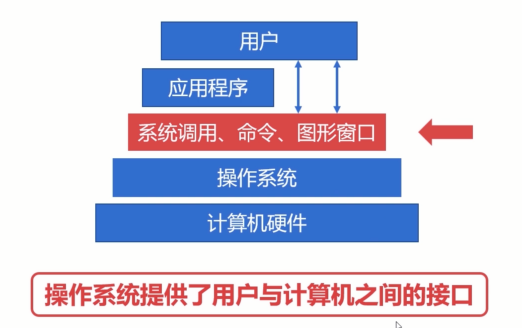 用户
应用程序
系统调用、命令、图形窗口
操作系统
计算机硬件
操作系统提供了用户与计算机之间的接口